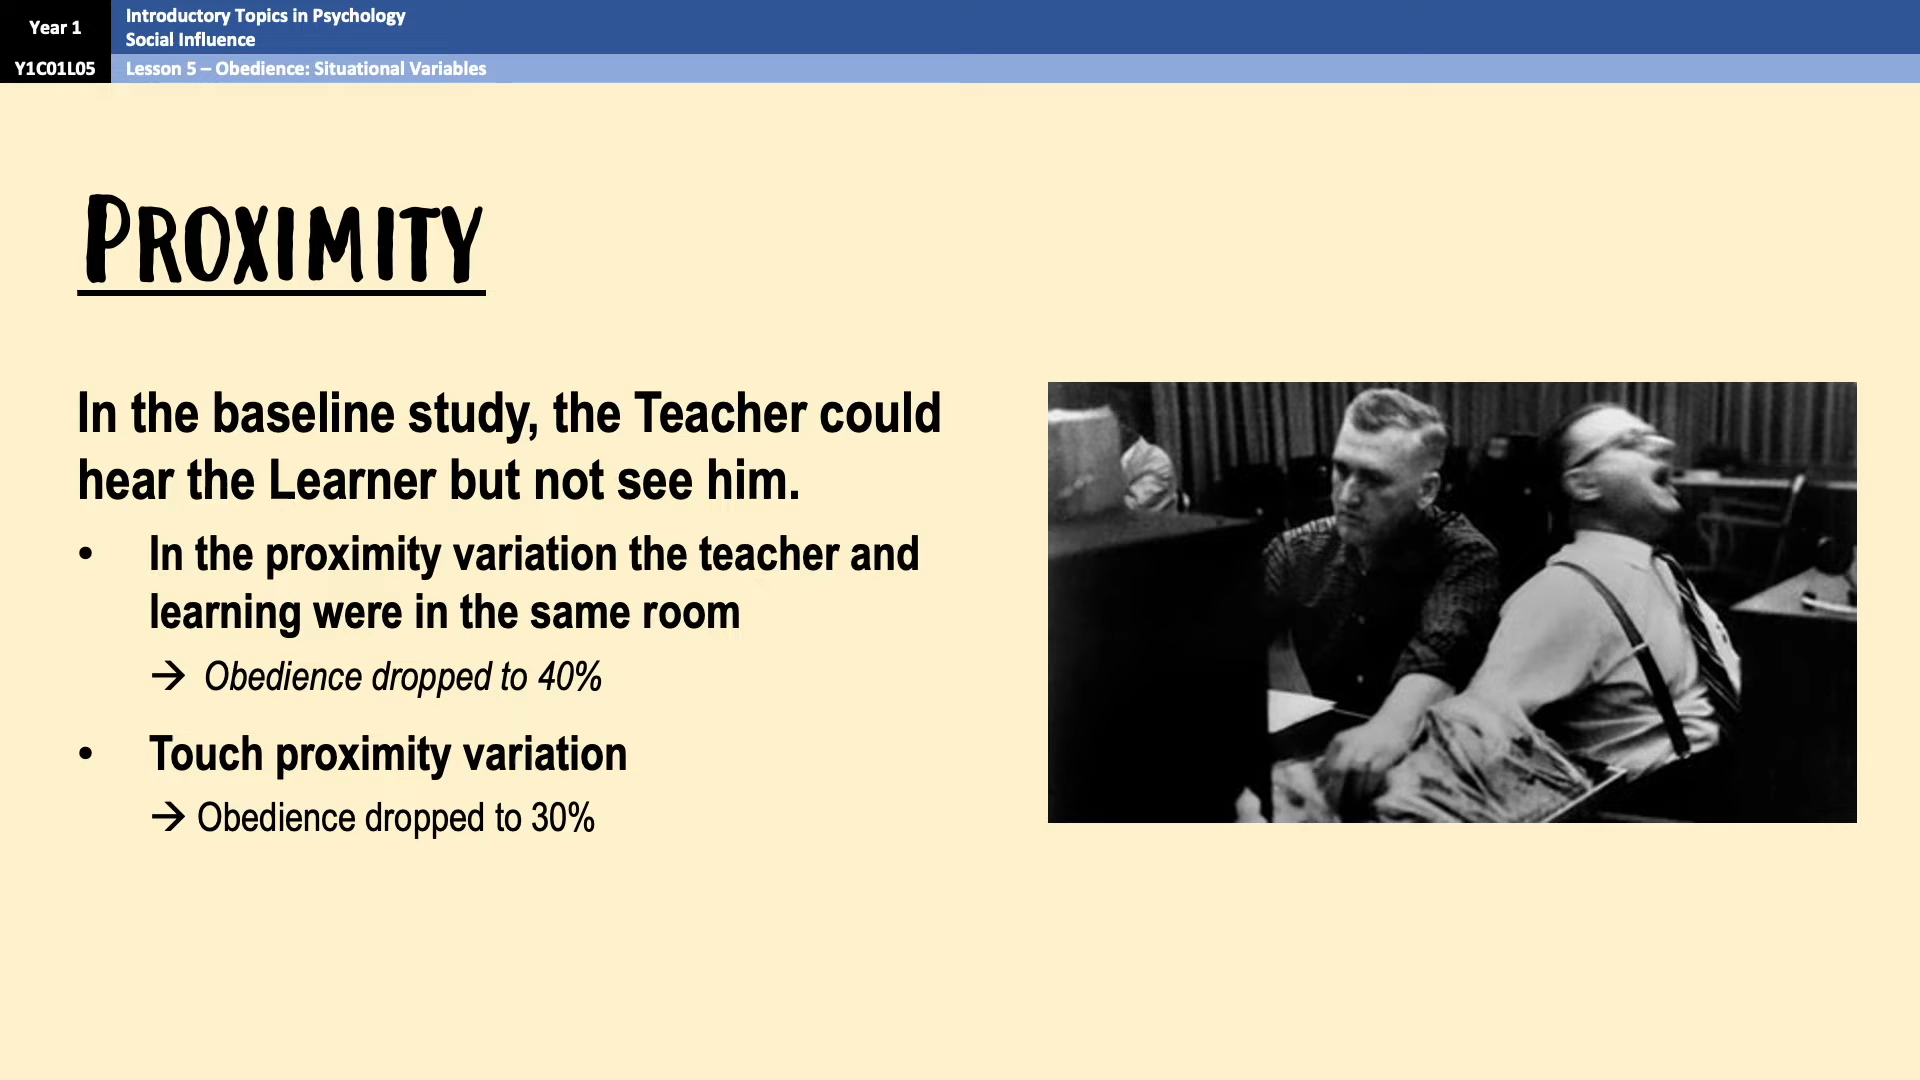 Year 1
Introductory Topics in Psychology
Social Influence
Y1C01L05
Lesson 5 – Obedience: Situational Variables
PROXIMITY
In the baseline study, the Teacher could
hear the Learner but not see him.
• In the proximity variation the teacher and
learning were in the same room
→ Obedience dropped to 40%
• Touch proximity variation
→ Obedience dropped to 30%